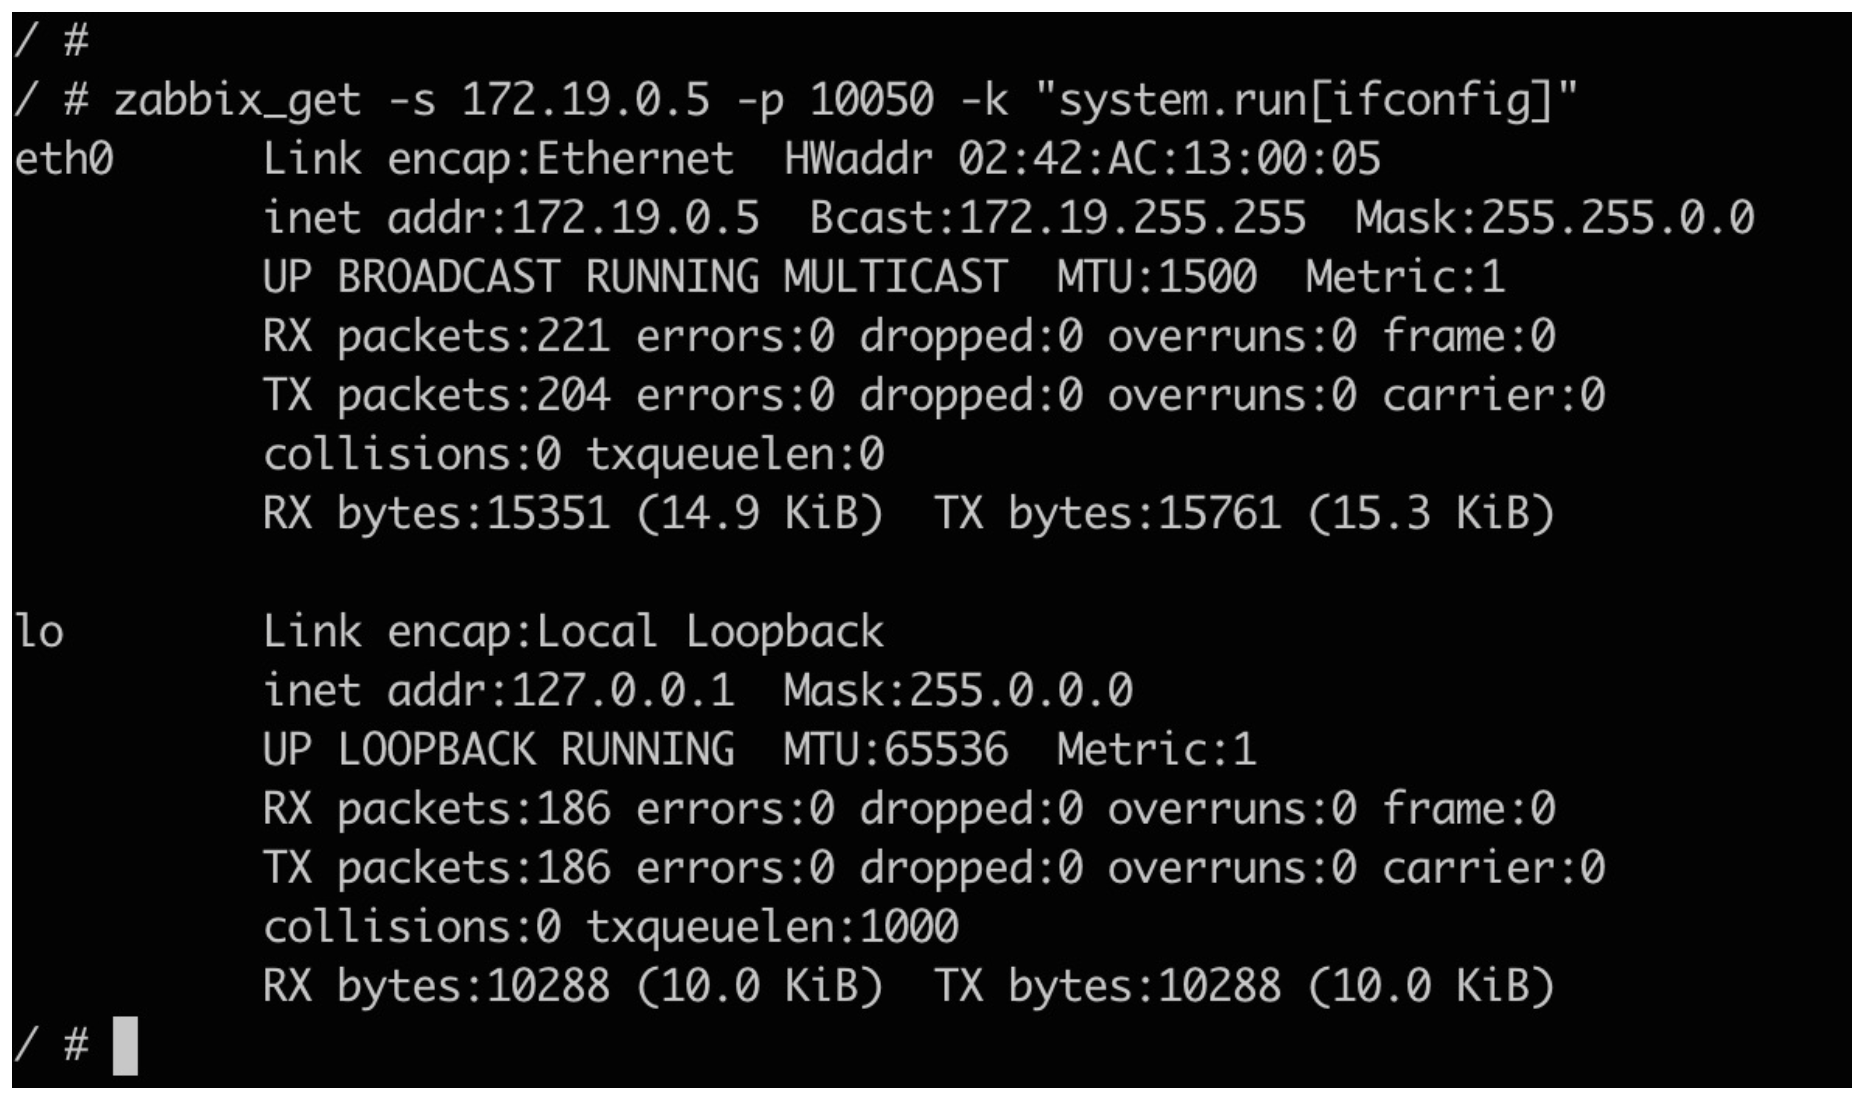 / #
/ # zabbix_get -s 172.19.0.5 -p 10050 -k "system.run[ifconfig]"
eth0      Link encap:Ethernet  HWaddr 02:42:AC:13:00:05
          inet addr:172.19.0.5  Bcast:172.19.255.255  Mask:255.255.0.0
          UP BROADCAST RUNNING MULTICAST  MTU:1500  Metric:1
          RX packets:221 errors:0 dropped:0 overruns:0 frame:0
          TX packets:204 errors:0 dropped:0 overruns:0 carrier:0
          collisions:0 txqueuelen:0
          RX bytes:15351 (14.9 KiB)  TX bytes:15761 (15.3 KiB)

lo        Link encap:Local Loopback
          inet addr:127.0.0.1  Mask:255.0.0.0
          UP LOOPBACK RUNNING  MTU:65536  Metric:1
          RX packets:186 errors:0 dropped:0 overruns:0 frame:0
          TX packets:186 errors:0 dropped:0 overruns:0 carrier:0
          collisions:0 txqueuelen:1000
          RX bytes:10288 (10.0 KiB)  TX bytes:10288 (10.0 KiB)
/ #